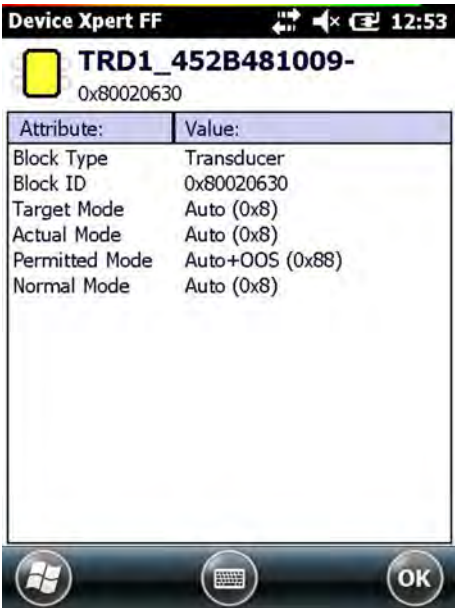 Device Xpert FF 12:53
TRD1_452B481009-
0x80020630
Attribute: Value:
Block Type Transducer
Block ID 0x80020630
Target Mode Auto (0x8)
Actual Mode Auto (0x8)
Permitted Mode Auto+OOS (0x88)
Normal Mode Auto (0x8)
OK